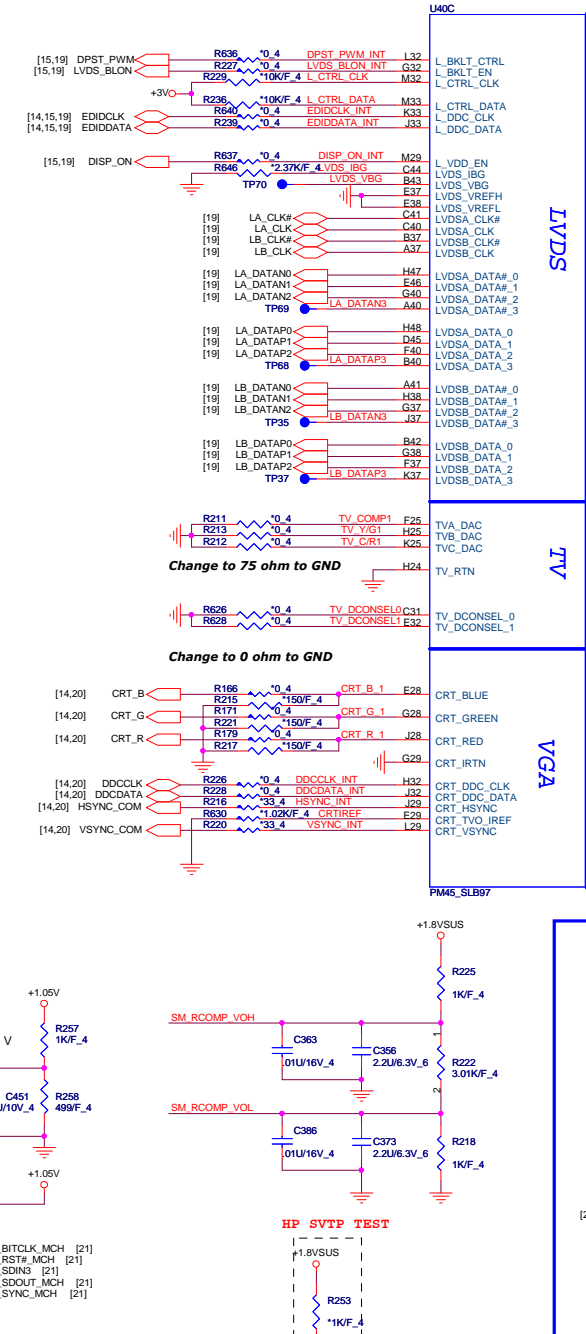 U40C
[15,19] DPST_PWM R636 *0_4 DPST_PWM_INT L32 L_BKLT_CTRL
[15,19] LVDS_BLON R227 *0_4 LVDS_BLON_INT G32 L_BKLT_EN
R229 *10K/F_4 L_CTRL_CLK M32 L_CTRL_CLK
+3V
R236 *10K/F_4 L_CTRL_DATA M33 L_CTRL_DATA
[14,15,19] EDIDCLK R640 *0_4 EDIDCLK_INT K33 L_DDC_CLK
[14,15,19] EDIDDATA R239 *0_4 EDIDDATA_INT J33 L_DDC_DATA
[15,19] DISP_ON R637 *0_4 DISP_ON_INT M29 L_VDD_EN
R646 *2.37K/F_4 LVDS_IBG C44 LVDS_IBG
TP70 LVDS_VBG B43 LVDS_VBG
E37 LVDS_VREFH
E38 LVDS_VREFL
[19] LA_CLK# C41 LVDSA_CLK#
[19] LA_CLK C40 LVDSA_CLK
[19] LB_CLK# B37 LVDSB_CLK#
[19] LB_CLK A37 LVDSB_CLK
LVDS
[19] LA_DATAN0 H47 LVDSA_DATA#_0
[19] LA_DATAN1 E46 LVDSA_DATA#_1
[19] LA_DATAN2 G40 LVDSA_DATA#_2
TP69 LA_DATAN3 A40 LVDSA_DATA#_3
[19] LA_DATAP0 H48 LVDSA_DATA_0
[19] LA_DATAP1 D45 LVDSA_DATA_1
[19] LA_DATAP2 F40 LVDSA_DATA_2
TP68 LA_DATAP3 B40 LVDSA_DATA_3
[19] LB_DATAN0 A41 LVDSB_DATA#_0
[19] LB_DATAN1 H38 LVDSB_DATA#_1
[19] LB_DATAN2 G37 LVDSB_DATA#_2
TP35 LB_DATAN3 J37 LVDSB_DATA#_3
[19] LB_DATAP0 B42 LVDSB_DATA_0
[19] LB_DATAP1 G38 LVDSB_DATA_1
[19] LB_DATAP2 F37 LVDSB_DATA_2
TP37 LB_DATAP3 K37 LVDSB_DATA_3
R211 *0_4 TV_COMP1 F25 TVA_DAC
R213 *0_4 TV_Y/G1 H25 TVB_DAC
R212 *0_4 TV_C/R1 K25 TVC_DAC
TV
Change to 75 ohm to GND
H24 TV_RTN
R626 *0_4 TV_DCONSEL0 C31 TV_DCONSEL_0
R628 *0_4 TV_DCONSEL1 E32 TV_DCONSEL_1
Change to 0 ohm to GND
[14,20] CRT_B R166 *0_4 CRT_B_1 E28 CRT_BLUE
R215 *150/F_4
[14,20] CRT_G R171 *0_4 CRT_G_1 G28 CRT_GREEN
R221 *150/F_4
[14,20] CRT_R R179 *0_4 CRT_R_1 J28 CRT_RED
R217 *150/F_4
G29 CRT_IRTN
VGA
[14,20] DDCCLK R226 *0_4 DDCCLK_INT H32 CRT_DDC_CLK
[14,20] DDCDATA R228 *0_4 DDCDATA_INT J32 CRT_DDC_DATA
[14,20] HSYNC_COM R216 *33_4 HSYNC_INT J29 CRT_HSYNC
R630 *1.02K/F_4 CRTIREF E29 CRT_TVO_IREF
[14,20] VSYNC_COM R220 *33_4 VSYNC_INT L29 CRT_VSYNC
PM45_SLB97
+1.8VSUS
R225
1K/F_4
+1.05V
R257
1K/F_4
V
C451
U/10V_4
R258
499/F_4
+1.05V
SM_RCOMP_VOH
C363
.01U/16V_4
C356
2.2U/6.3V_6
1
R222
3.01K/F_4
2
SM_RCOMP_VOL
C386
.01U/16V_4
C373
2.2U/6.3V_6
R218
1K/F_4
HP SVTP TEST
+1.8VSUS
R253
*1K/F_4
_BITCLK_MCH [21]
_RST#_MCH [21]
_SDIN3 [21]
_SDOUT_MCH [21]
_SYNC_MCH [21]
[2